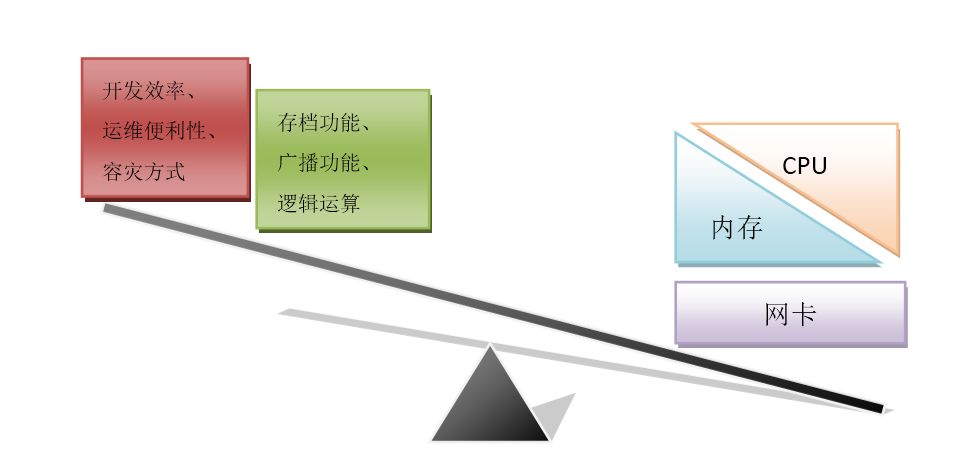 开发效率、
运维便利性、
容灾方式
存档功能、
广播功能、
逻辑运算
CPU
内存
网卡